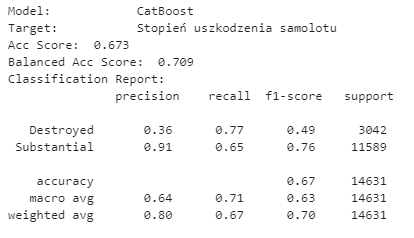 Model: CatBoost
Target: Stopień uszkodzenia samolotu
Acc Score: 0.673
Balanced Acc Score: 0.709
Classification Report:
precision recall f1-score support
Destroyed 0.36 0.77 0.49 3042
Substantial 0.91 0.65 0.76 11589
accuracy 0.67 14631
macro avg 0.64 0.71 0.63 14631
weighted avg 0.80 0.67 0.70 14631